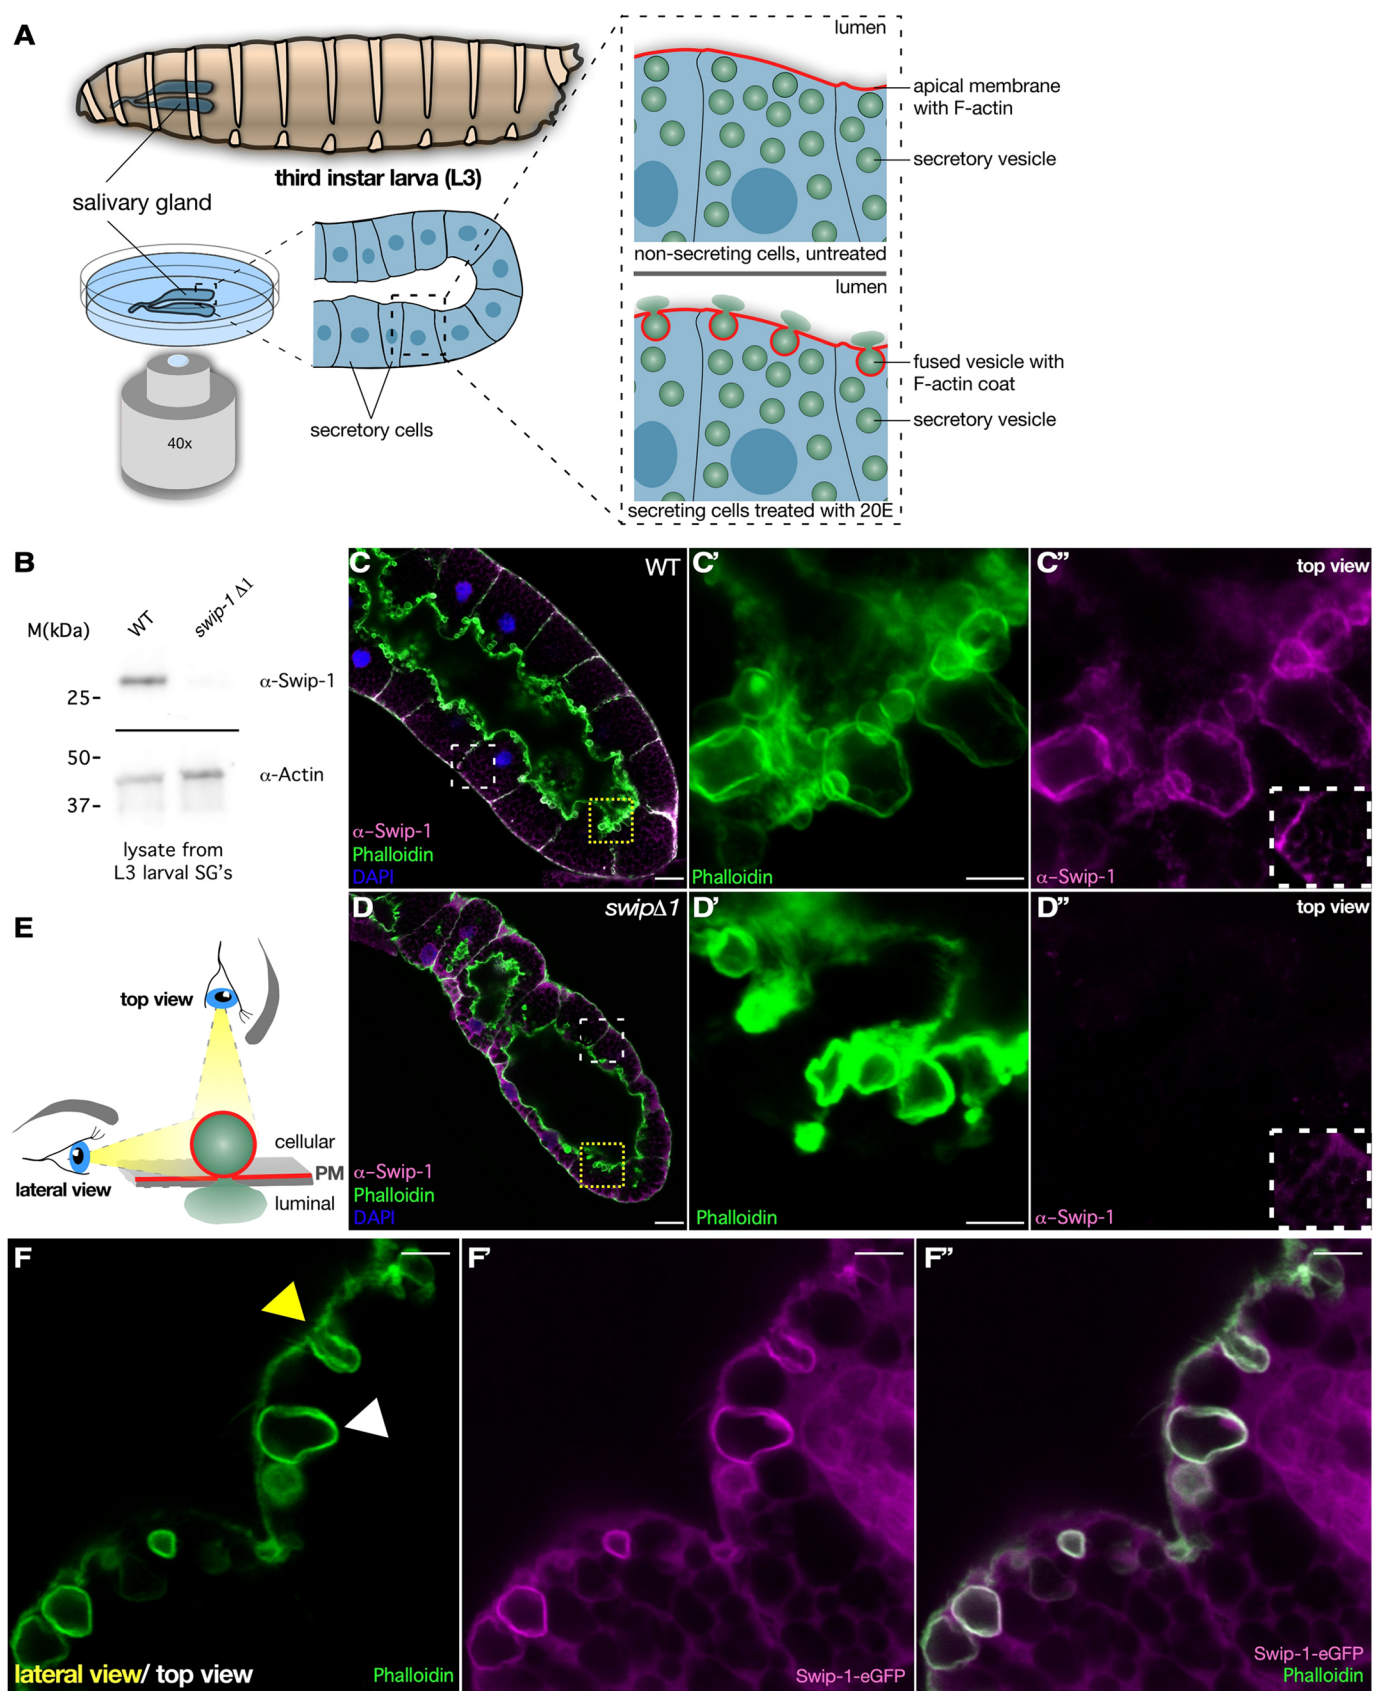 A
lumen
apical membrane
with F-actin
secretory vesicle
third instar larva (L3)
salivary gland
non-secreting cells, untreated
lumen
fused vesicle with
F-actin coat
secretory cells
40x
secretory vesicle
secreting cells treated with 20E
B
WT
swip-1 Δ1
M(kDa)
α-Swip-1
25-
50-
α-Actin
37-
lysate from
L3 larval SG's
C
WT
α-Swip-1
Phalloidin
DAPI
C'
Phalloidin
C"
top view
α-Swip-1
D
swipΔ1
α-Swip-1
Phalloidin
DAPI
D'
Phalloidin
D"
top view
α-Swip-1
E
top view
cellular
PM
lateral view
luminal
F
lateral view/ top view
Phalloidin
F'
Swip-1-eGFP
F"
Swip-1-eGFP
Phalloidin